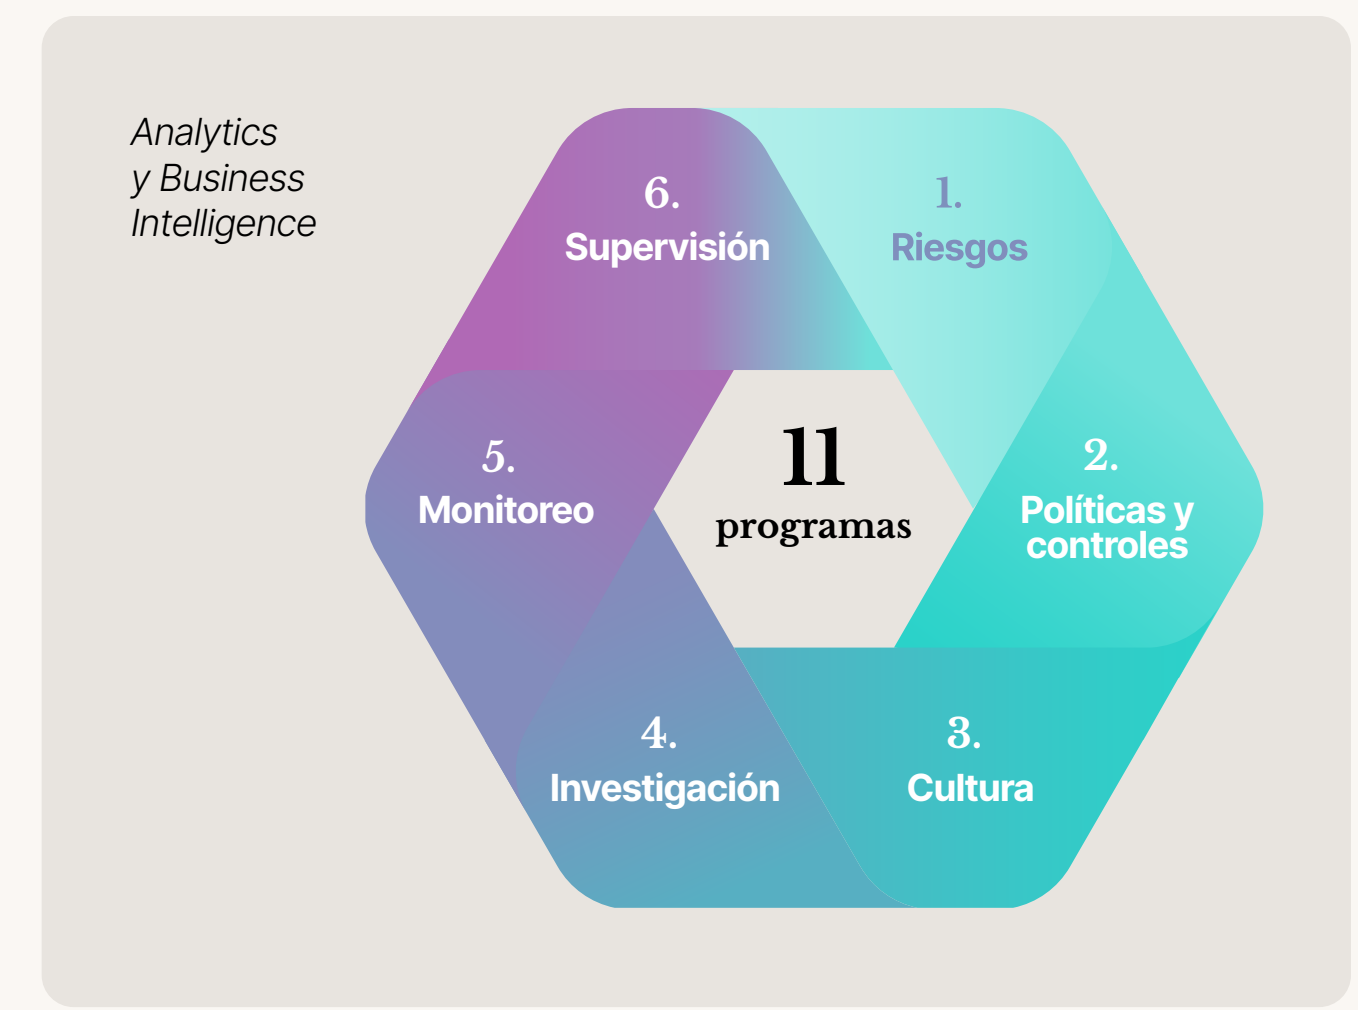 Analytics
y Business
Intelligence
1.
Riesgos
2.
Políticas y
controles
3.
Cultura
4.
Investigación
5.
Monitoreo
6.
Supervisión
11
programas